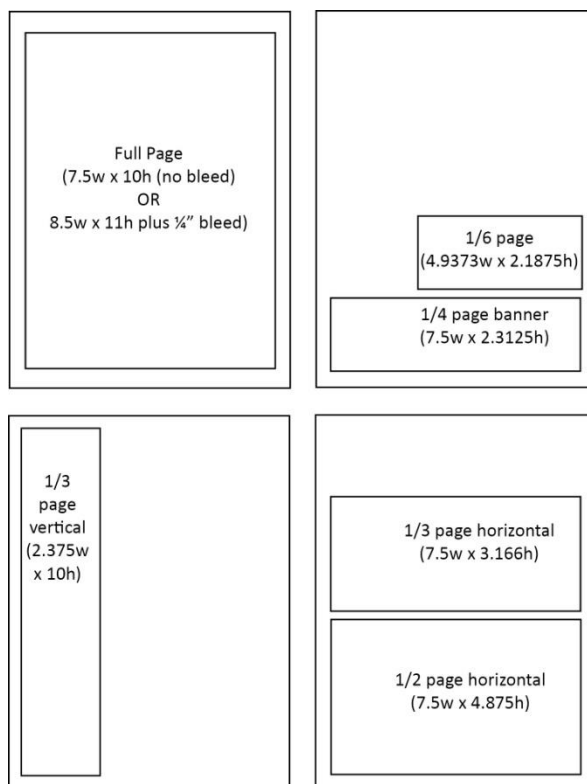 Full Page
(7.5w x 10h (no bleed)
OR
8.5w x 11h plus ¼” bleed)
1/6 page
(4.9373w x 2.1875h)
1/4 page banner
(7.5w x 2.3125h)
1/3
page
vertical
(2.375w
x 10h)
1/3 page horizontal
(7.5w x 3.166h)
1/2 page horizontal
(7.5w x 4.875h)